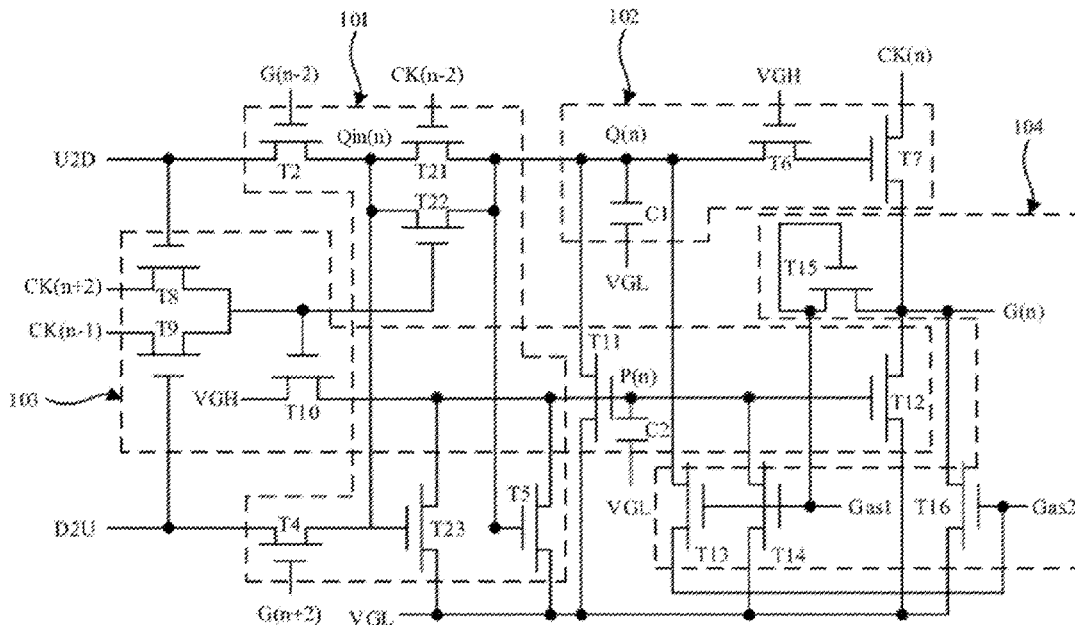 101
102
G(n-2)
CK(n-2)
VGH
CK(n)
104
Qin(n)
Q(n)
U2D
T2
T21
T6
T7
T22
C1
T15
CK(n+2)
T8
VGL
G(n)
CK(n-1)
T9
T11
P(n)
103
VGH
T10
C2
T12
D2U
T4
T23
T5
VGL
T13
T14
Gas1
T16
Gas2
G(n+2)
VGL